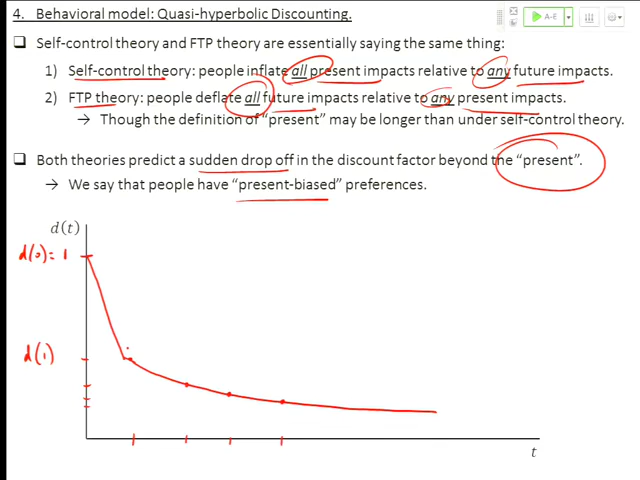 4. Behavioral model: Quasi-hyperbolic Discounting.
A-E
❑ Self-control theory and FTP theory are essentially saying the same thing:
1) Self-control theory: people inflate all present impacts relative to any future impacts.
2) FTP theory: people deflate all future impacts relative to any present impacts.
→ Though the definition of "present" may be longer than under self-control theory.
❑ Both theories predict a sudden drop off in the discount factor beyond the "present".
→ We say that people have "present-biased" preferences.
d(t)
d(0)= 1
d(1)
t